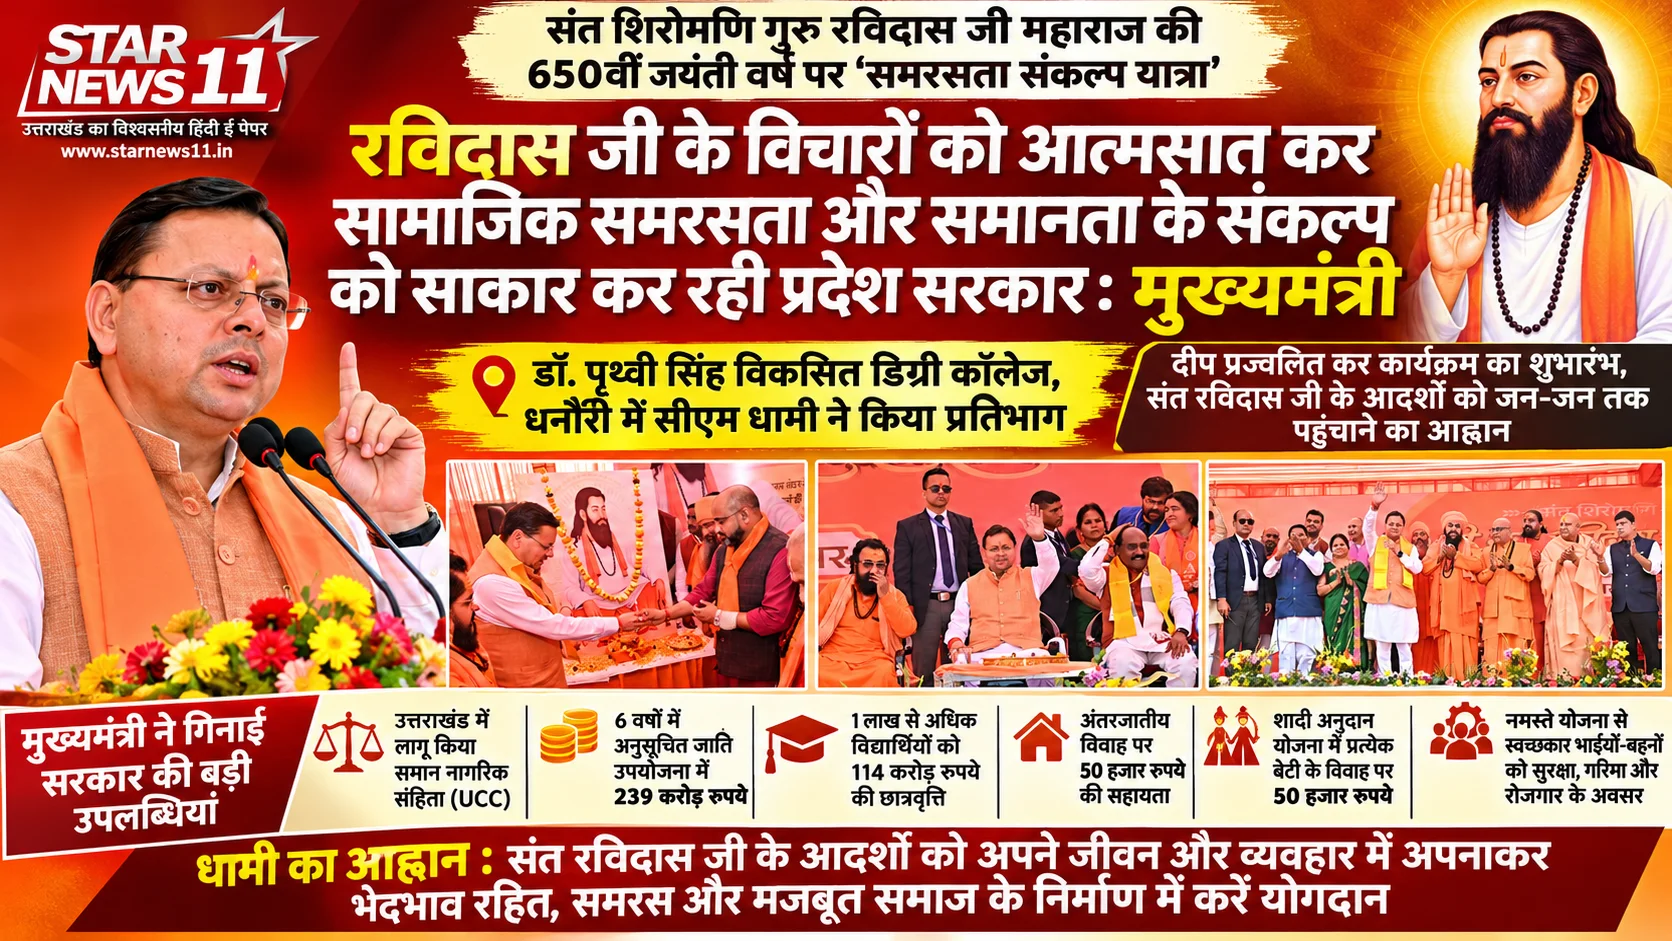 STAR
NEWS 11
उत्तराखंड का विश्वसनीय हिंदी ई पेपर
www.starnews11.in
संत शिरोमणि गुरु रविदास जी महाराज की
650वीं जयंती वर्ष पर ‘समरसता संकल्प यात्रा’
रविदास जी के विचारों को आत्मसात कर
सामाजिक समरसता और समानता के संकल्प
को साकार कर रही प्रदेश सरकार : मुख्यमंत्री
डॉ. पृथ्वी सिंह विकसित डिग्री कॉलेज,
धनौरी में सीएम धामी ने किया प्रतिभाग
दीप प्रज्वलित कर कार्यक्रम का शुभारंभ,
संत रविदास जी के आदर्शो को जन-जन तक
पहुंचाने का आह्वान
मुख्यमंत्री ने गिनाई
सरकार की बड़ी
उपलब्धियां
उत्तराखंड में
लागू किया
समान नागरिक
संहिता (UCC)
6 वषों में
अनुसूचित जाति
उपयोजना में
239 करोड़ रुपये
1 लाख से अधिक
विद्यार्थियों को
114 करोड़ रुपये
की छात्रवृत्ति
अंतरजातीय
विवाह पर
50 हजार रुपये
की सहायता
शादी अनुदान
योजना में प्रत्येक
बेटी के विवाह पर
50 हजार रुपये
नमस्ते योजना से
स्वच्छकार भाईयों-बहनों
को सुरक्षा, गरिमा और
रोजगार के अवसर
धामी का आह्वान : संत रविदास जी के आदर्शो को अपने जीवन और व्यवहार में अपनाकर
भेदभाव रहित, समरस और मजबूत समाज के निर्माण में करें योगदान